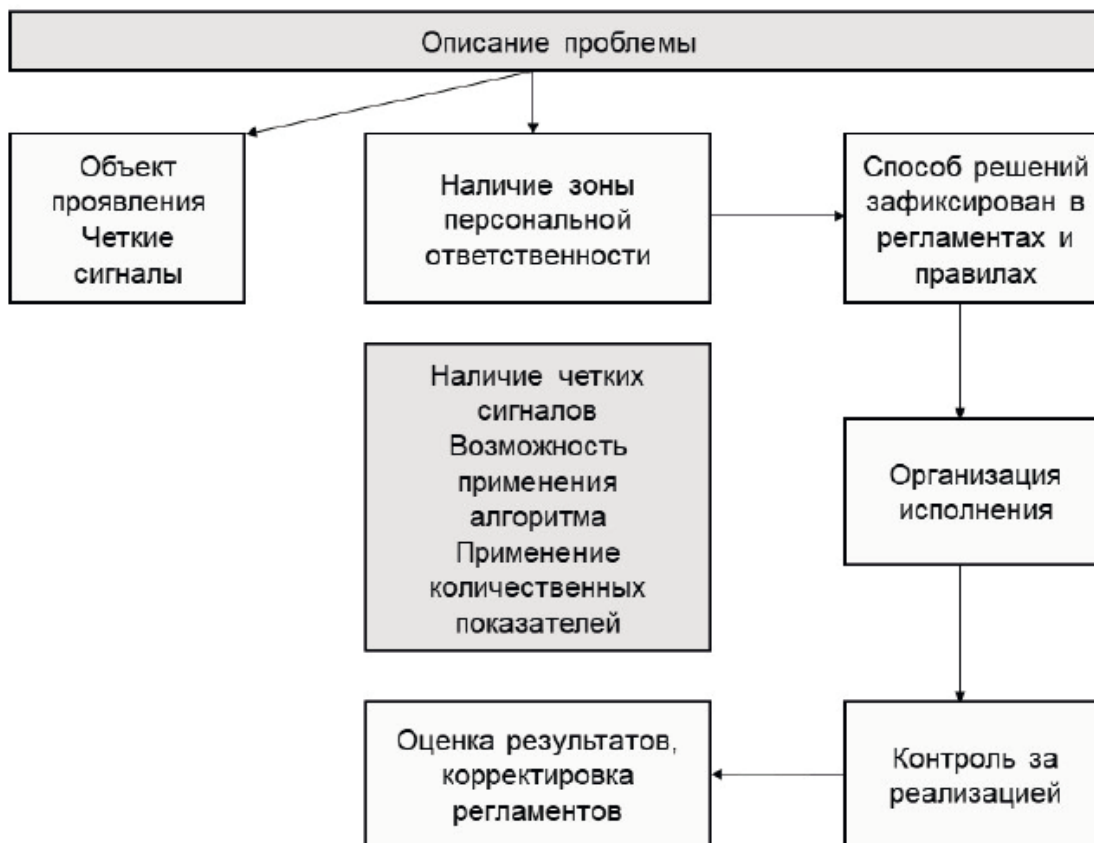 Описание проблемы
Объект
проявления
Четкие
сигналы
Наличие зоны
персональной
ответственности
Способ решений
зафиксирован в
регламентах и
правилах
Наличие четких
сигналов
Возможность
применения
алгоритма
Применение
количественных
показателей
Организация
исполнения
Оценка результатов,
корректировка
регламентов
Контроль за
реализацией